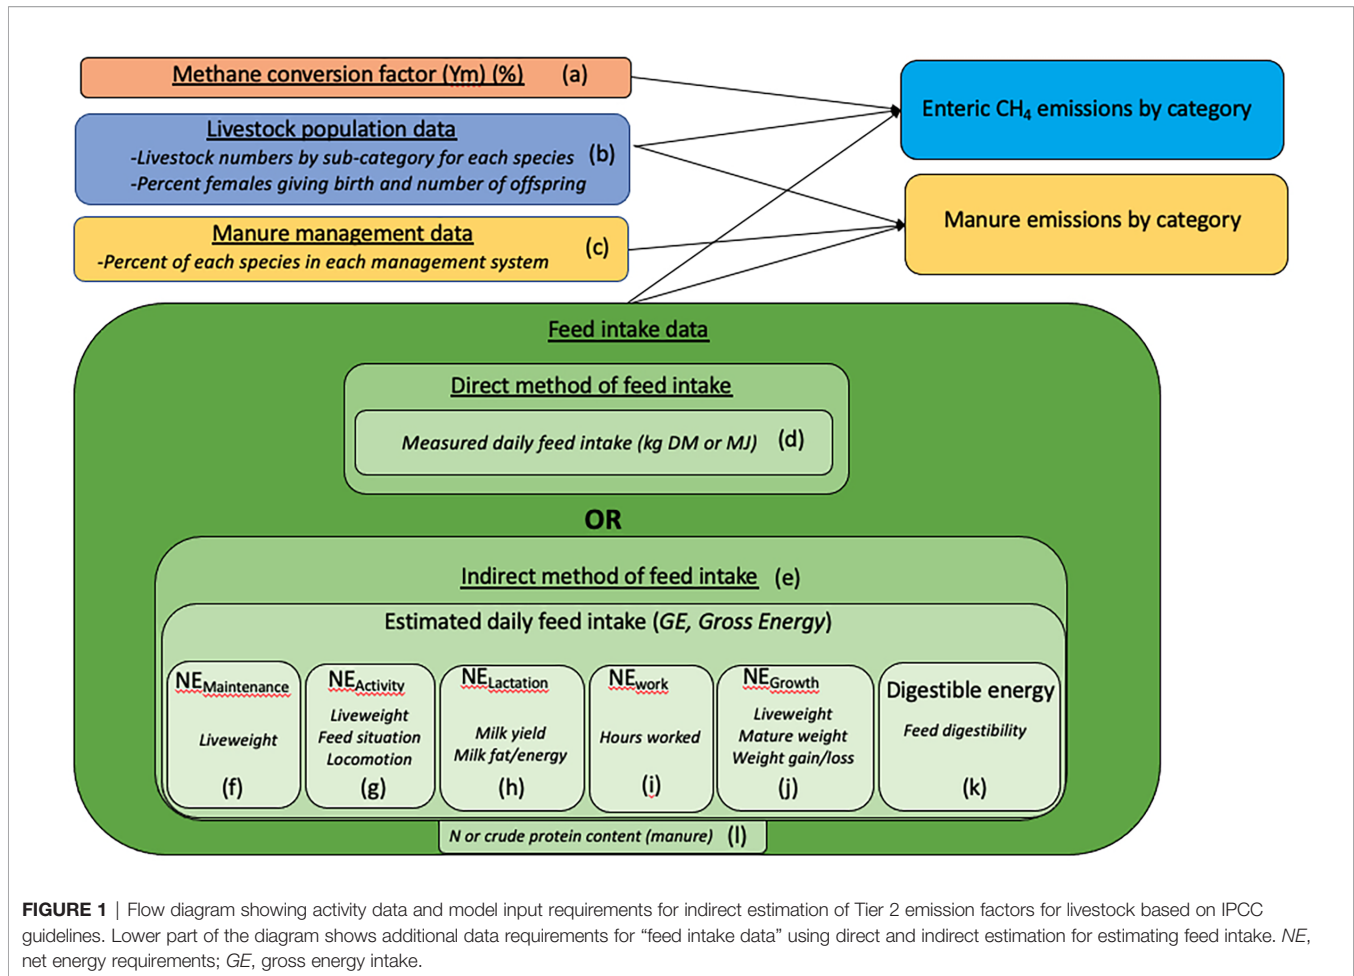 Methane conversion factor (Ym) (%) (a)
Livestock population data
-Livestock numbers by sub-category for each species (b)
-Percent females giving birth and number of offspring
Manure management data (c)
-Percent of each species in each management system
Enteric CH₄ emissions by category
Manure emissions by category
Feed intake data
Direct method of feed intake
Measured daily feed intake (kg DM or MJ) (d)
OR
Indirect method of feed intake (e)
Estimated daily feed intake (GE, Gross Energy)
NEMaintenance
Liveweight
(f)
NEActivity
Liveweight
Feed situation
Locomotion
(g)
NELactation
Milk yield
Milk fat/energy
(h)
NEwork
Hours worked
(i)
NEGrowth
Liveweight
Mature weight
Weight gain/loss
(j)
Digestible energy
Feed digestibility
(k)
N or crude protein content (manure) (l)
FIGURE 1 | Flow diagram showing activity data and model input requirements for indirect estimation of Tier 2 emission factors for livestock based on IPCC
guidelines. Lower part of the diagram shows additional data requirements for “feed intake data” using direct and indirect estimation for estimating feed intake. NE,
net energy requirements; GE, gross energy intake.